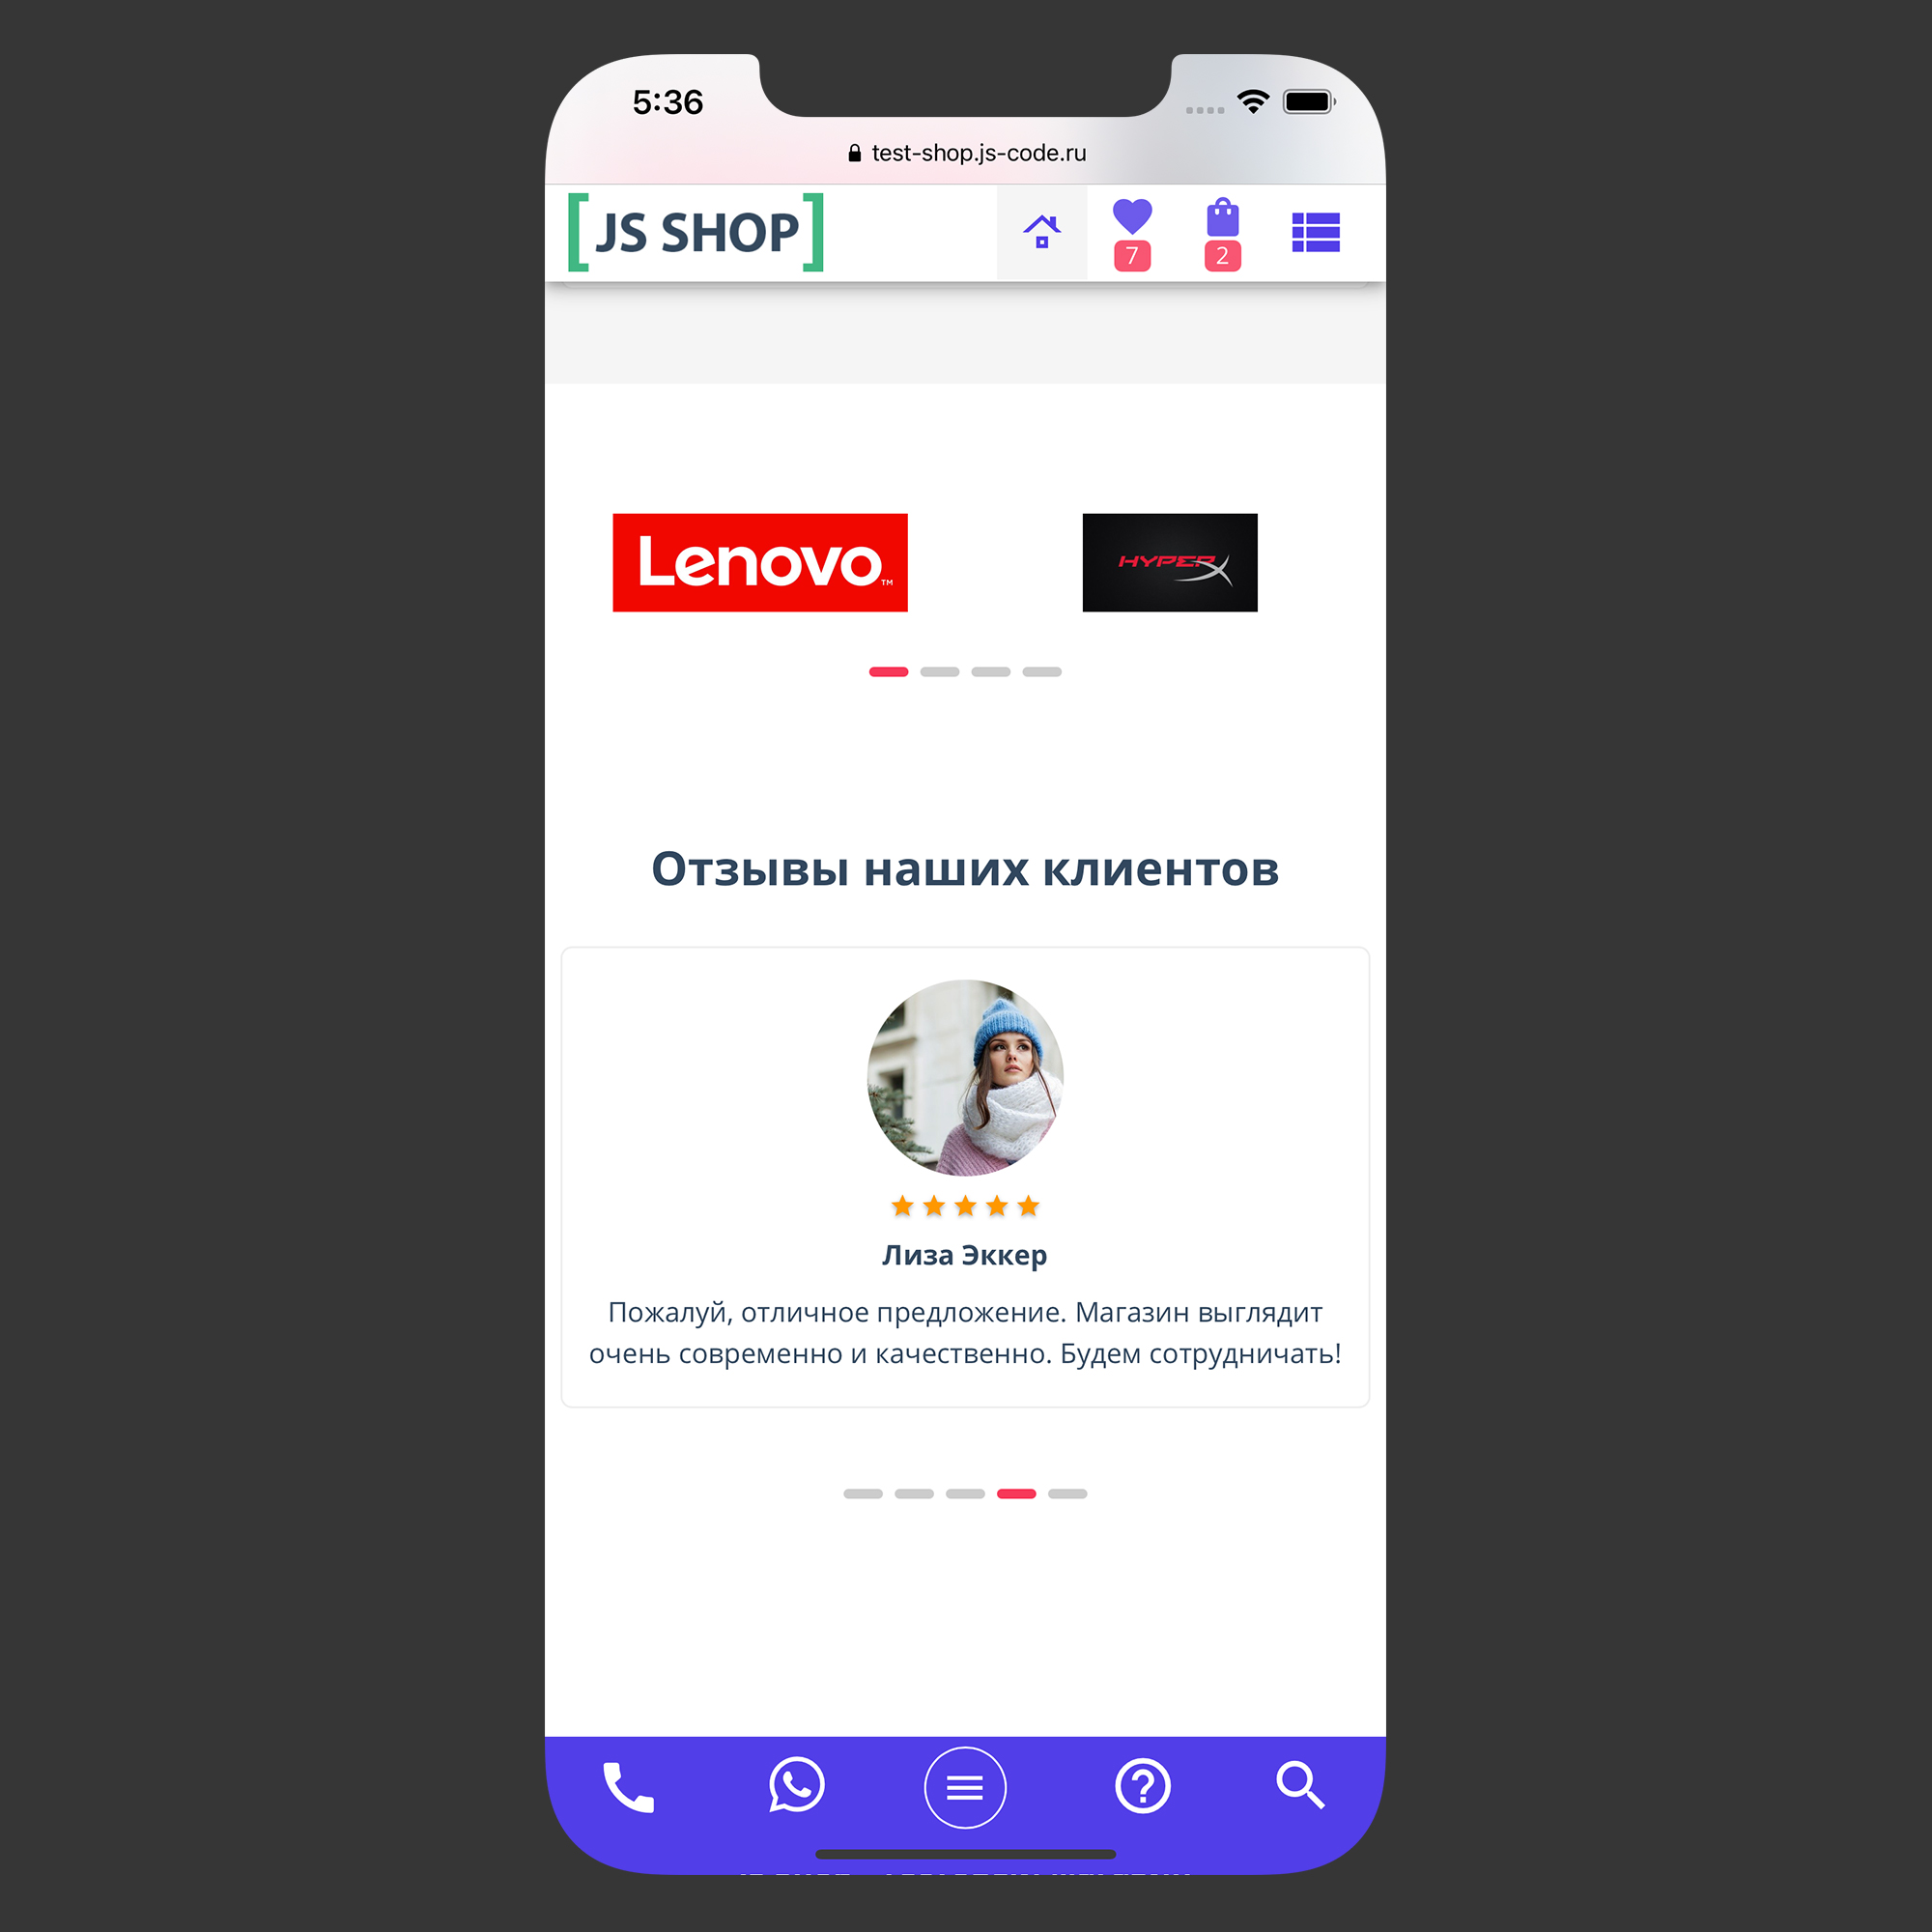 5:36
test-shop.js-code.ru
[JS SHOP]
7
2
Lenovo™
HYPERX
Отзывы наших клиентов
Лиза Эккер
Пожалуй, отличное предложение. Магазин выглядит
очень современно и качественно. Будем сотрудничать!